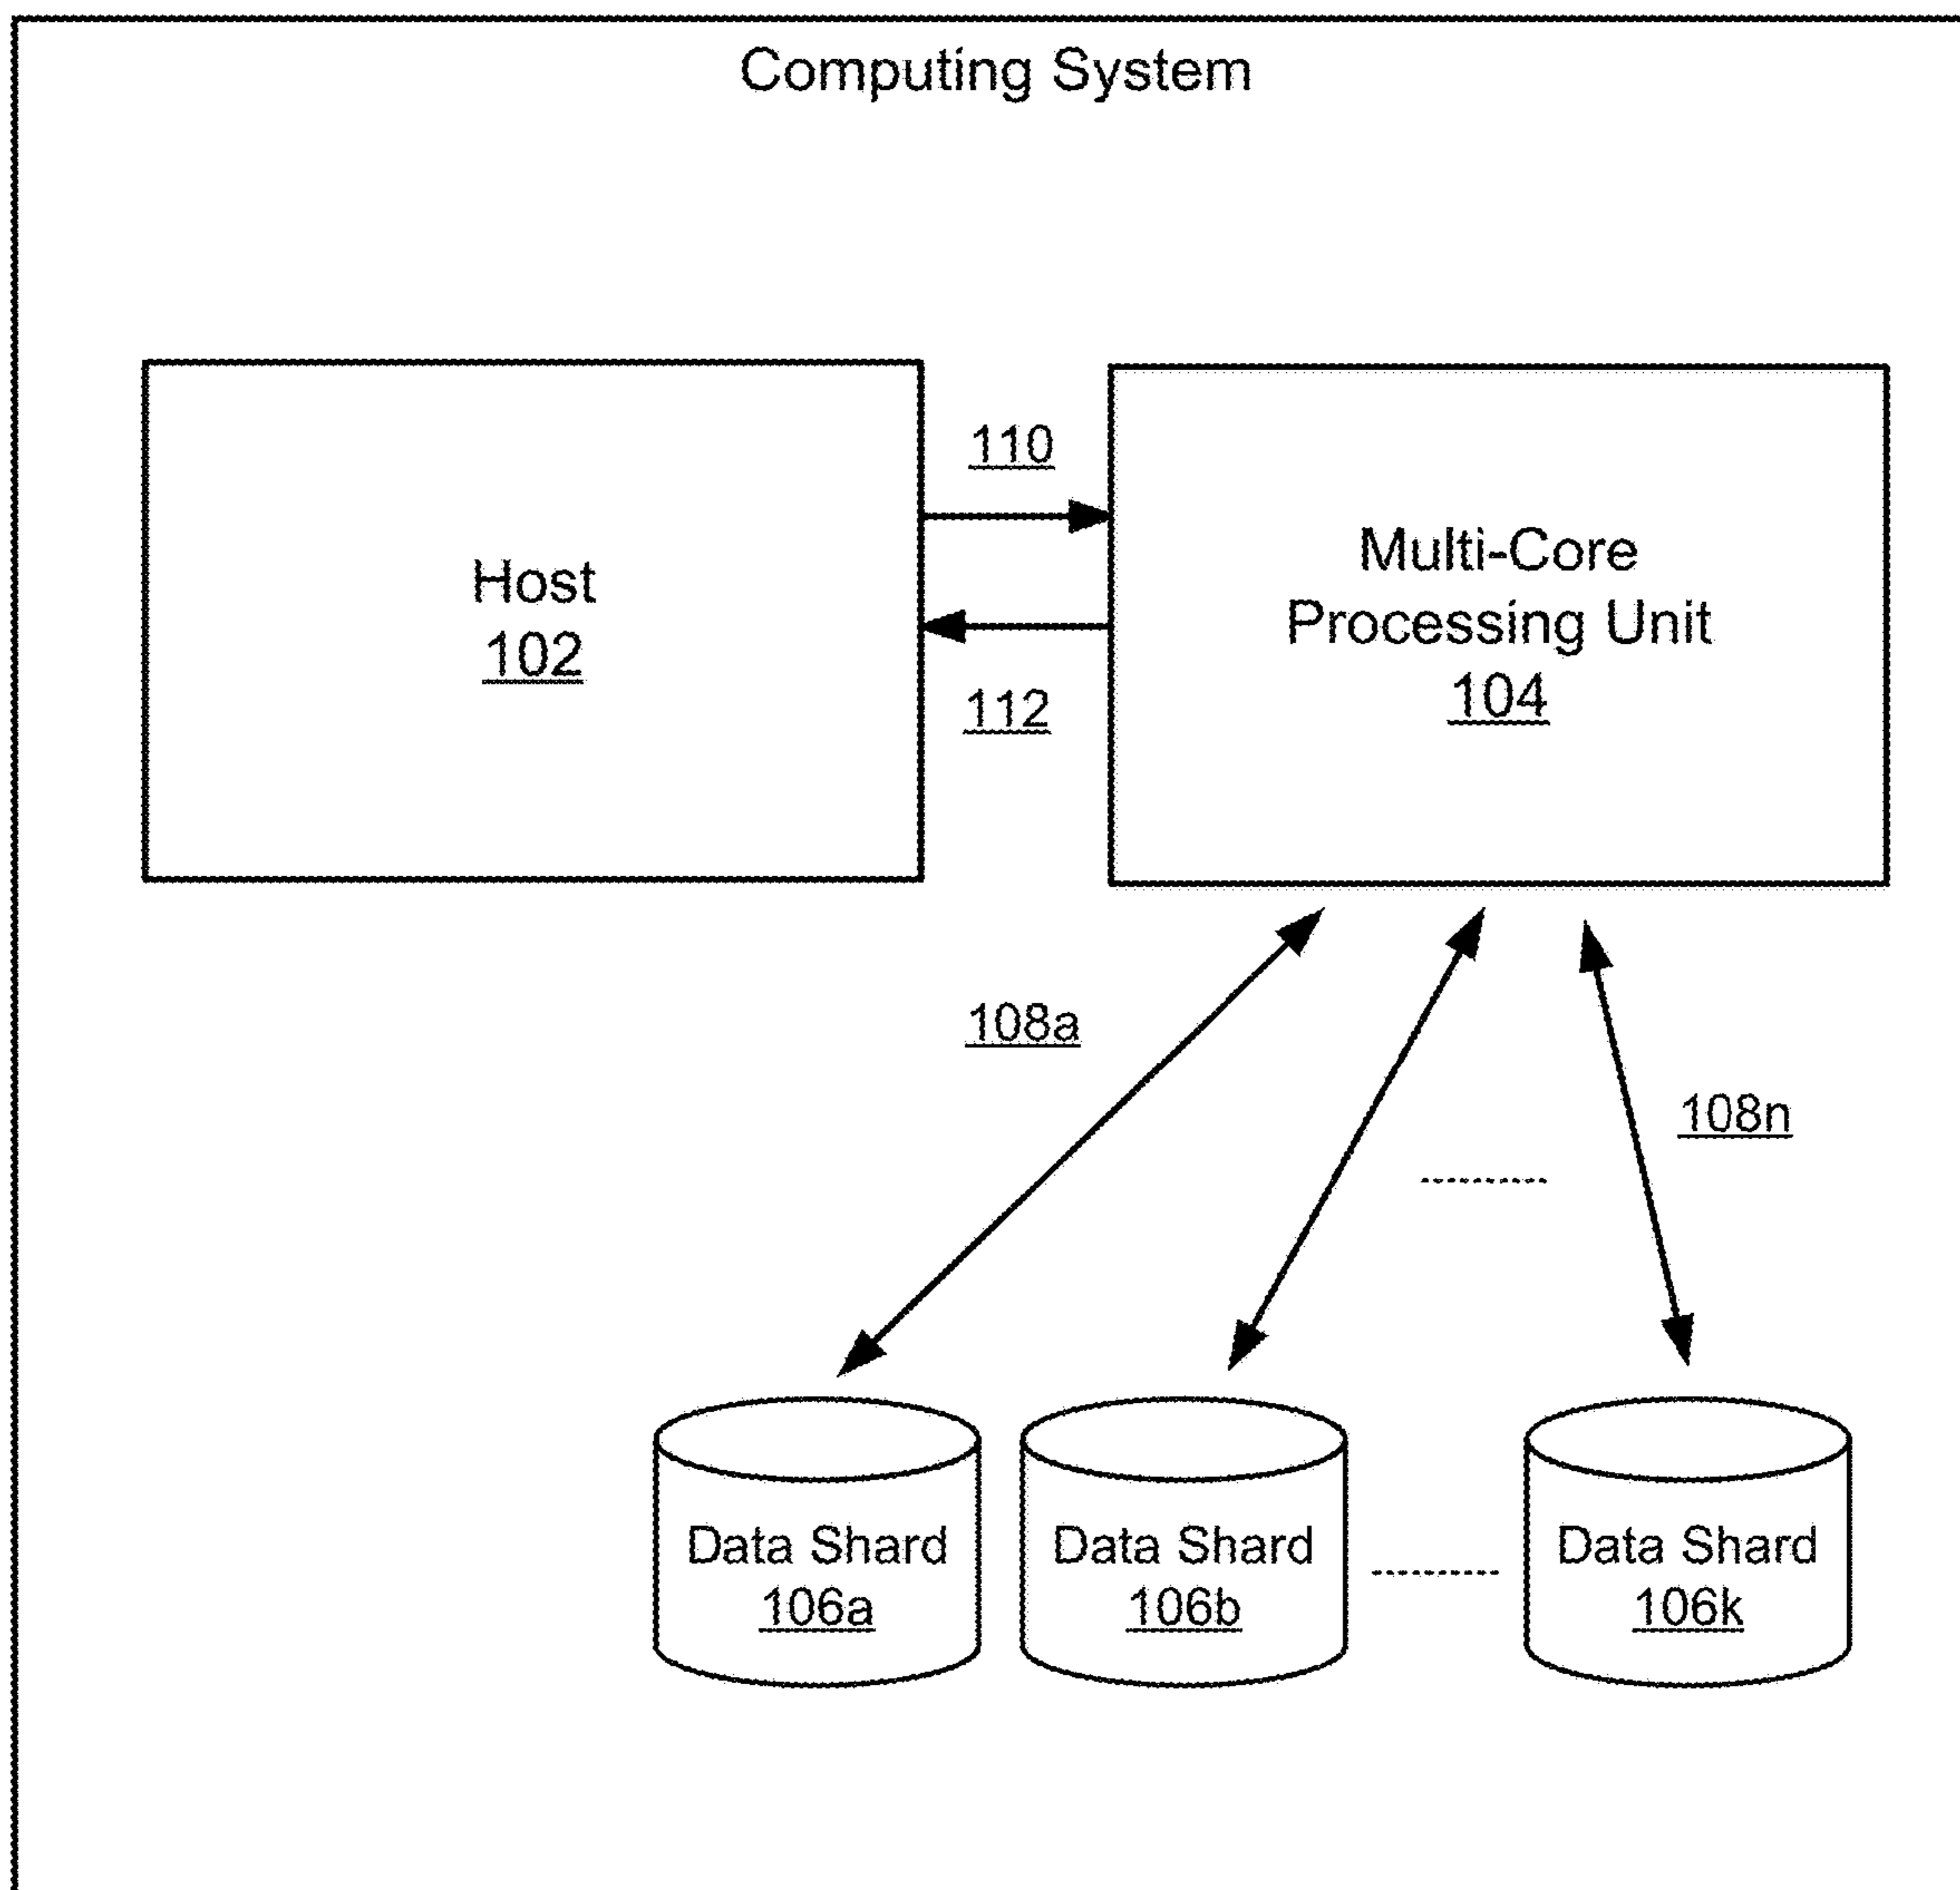 Computing System
110
Host
102
Multi-Core
Processing Unit
104
112
108a
108n
Data Shard
106a
Data Shard
106b
Data Shard
106k